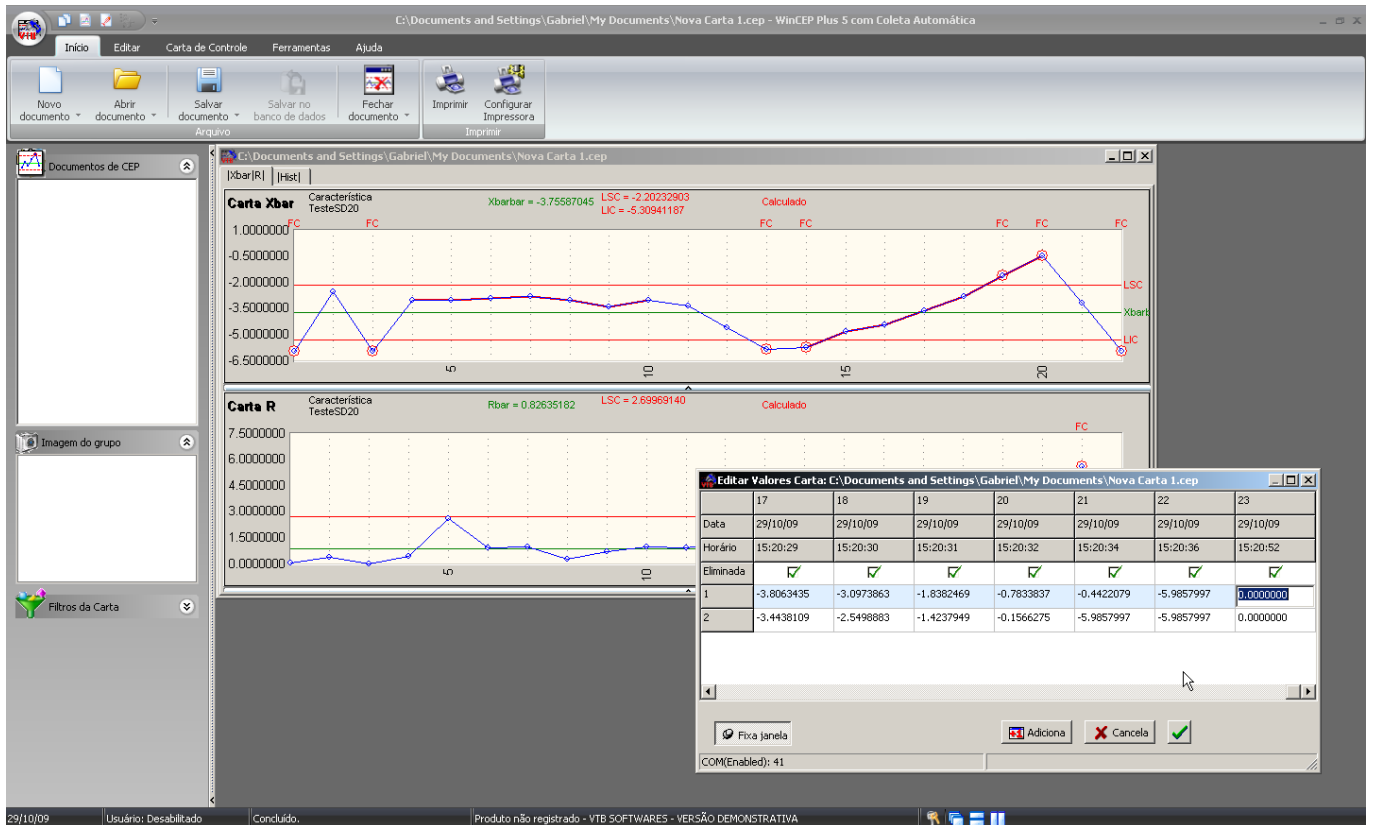 C:\Documents and Settings\Gabriel\My Documents\Nova Carta 1.cep - WinCEP Plus 5 com Coleta Automática
Início Editar Carta de Controle Ferramentas Ajuda
Novo documento Abrir documento Salvar documento Salvar no banco de dados Fechar documento Imprimir Configurar Impressora
Arquivo Imprimir
Documentos de CEP
Imagem do grupo
Filtros da Carta
C:\Documents and Settings\Gabriel\My Documents\Nova Carta 1.cep
|Xbar|R| |Hist|
Carta Xbar Característica TesteSD20 Xbarbar = -3.75587045 LSC = -2.20232903 LIC = -5.30941187 Calculado
FC FC FC FC FC FC FC
1.0000000
-0.5000000
-2.0000000
LSC
-3.5000000
Xbarb
-5.0000000
LIC
-6.5000000
5 10 15 20
Carta R Característica TesteSD20 Rbar = 0.82635182 LSC = 2.69969140 Calculado
FC
7.5000000
6.0000000
4.5000000
3.0000000
1.5000000
0.0000000
5 10
Editar Valores Carta: C:\Documents and Settings\Gabriel\My Documents\Nova Carta 1.cep
17 18 19 20 21 22 23
Data 29/10/09 29/10/09 29/10/09 29/10/09 29/10/09 29/10/09 29/10/09
Horário 15:20:29 15:20:30 15:20:31 15:20:32 15:20:34 15:20:36 15:20:52
Eliminada
1 -3.8063435 -3.0973863 -1.8382469 -0.7833837 -0.4422079 -5.9857997 0.0000000
2 -3.4438109 -2.5498883 -1.4237949 -0.1566275 -5.9857997 -5.9857997 0.0000000
Fixa janela Adiciona Cancela
COM(Enabled): 41
29/10/09 Usuário: Desabilitado Concluído. Produto não registrado - VTB SOFTWARES - VERSÃO DEMONSTRATIVA